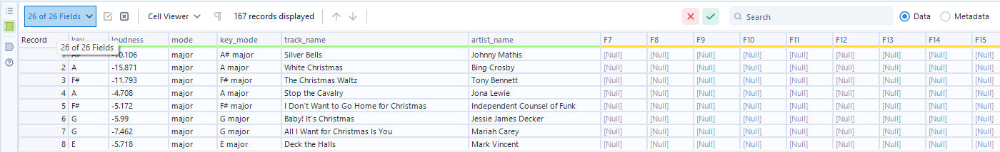 26 of 26 Fields Cell Viewer 167 records displayed Search Data Metadata
Record key loudness mode key_mode track_name artist_name F7 F8 F9 F10 F11 F12 F13 F14 F15
26 of 26 Fields
1 A# -10.106 major A# major Silver Bells Johnny Mathis [Null] [Null] [Null] [Null] [Null] [Null] [Null] [Null] [Null]
2 A -15.871 major A major White Christmas Bing Crosby [Null] [Null] [Null] [Null] [Null] [Null] [Null] [Null] [Null]
3 F# -11.793 major F# major The Christmas Waltz Tony Bennett [Null] [Null] [Null] [Null] [Null] [Null] [Null] [Null] [Null]
4 A -4.708 major A major Stop the Cavalry Jona Lewie [Null] [Null] [Null] [Null] [Null] [Null] [Null] [Null] [Null]
5 F# -5.172 major F# major I Don't Want to Go Home for Christmas Independent Counsel of Funk [Null] [Null] [Null] [Null] [Null] [Null] [Null] [Null] [Null]
6 G -5.99 major G major Baby! It's Christmas Jessie James Decker [Null] [Null] [Null] [Null] [Null] [Null] [Null] [Null] [Null]
7 G -7.462 major G major All I Want for Christmas Is You Mariah Carey [Null] [Null] [Null] [Null] [Null] [Null] [Null] [Null] [Null]
8 E -5.718 major E major Deck the Halls Mark Vincent [Null] [Null] [Null] [Null] [Null] [Null] [Null] [Null] [Null]